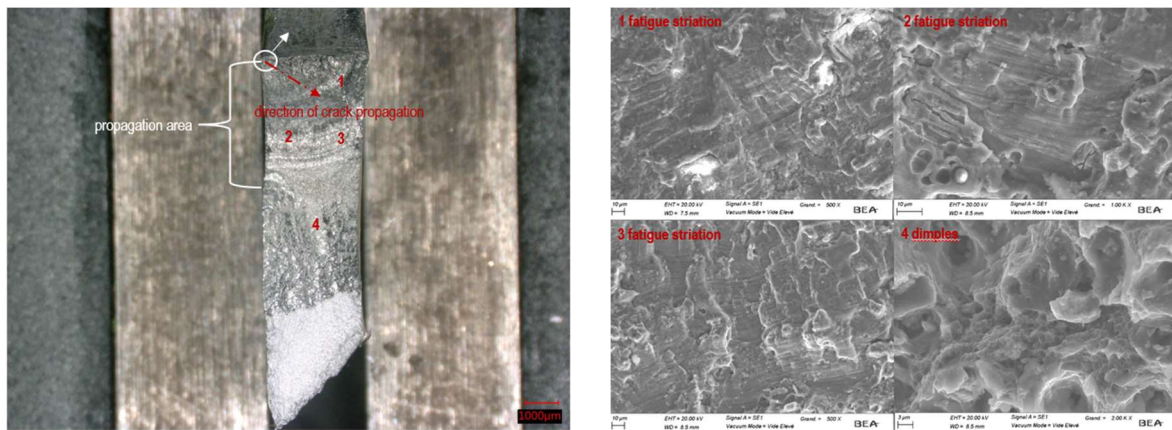 1
direction of crack propagation
propagation area
2
3
4
1000µm
1 fatigue striation
10 µm
EHT = 20.00 kV
WD = 7.5 mm
Signal A = SE1
Vacuum Mode = Vide Elevé
Grand. = 500 X
BEA
2 fatigue striation
10 µm
EHT = 20.00 kV
WD = 8.5 mm
Signal A = SE1
Vacuum Mode = Vide Elevé
Grand. = 1.00 K X
BEA
3 fatigue striation
10 µm
EHT = 20.00 kV
WD = 8.5 mm
Signal A = SE1
Vacuum Mode = Vide Elevé
Grand. = 500 X
BEA
4 dimples
3 µm
EHT = 20.00 kV
WD = 8.5 mm
Signal A = SE1
Vacuum Mode = Vide Elevé
Grand. = 2.00 K X
BEA